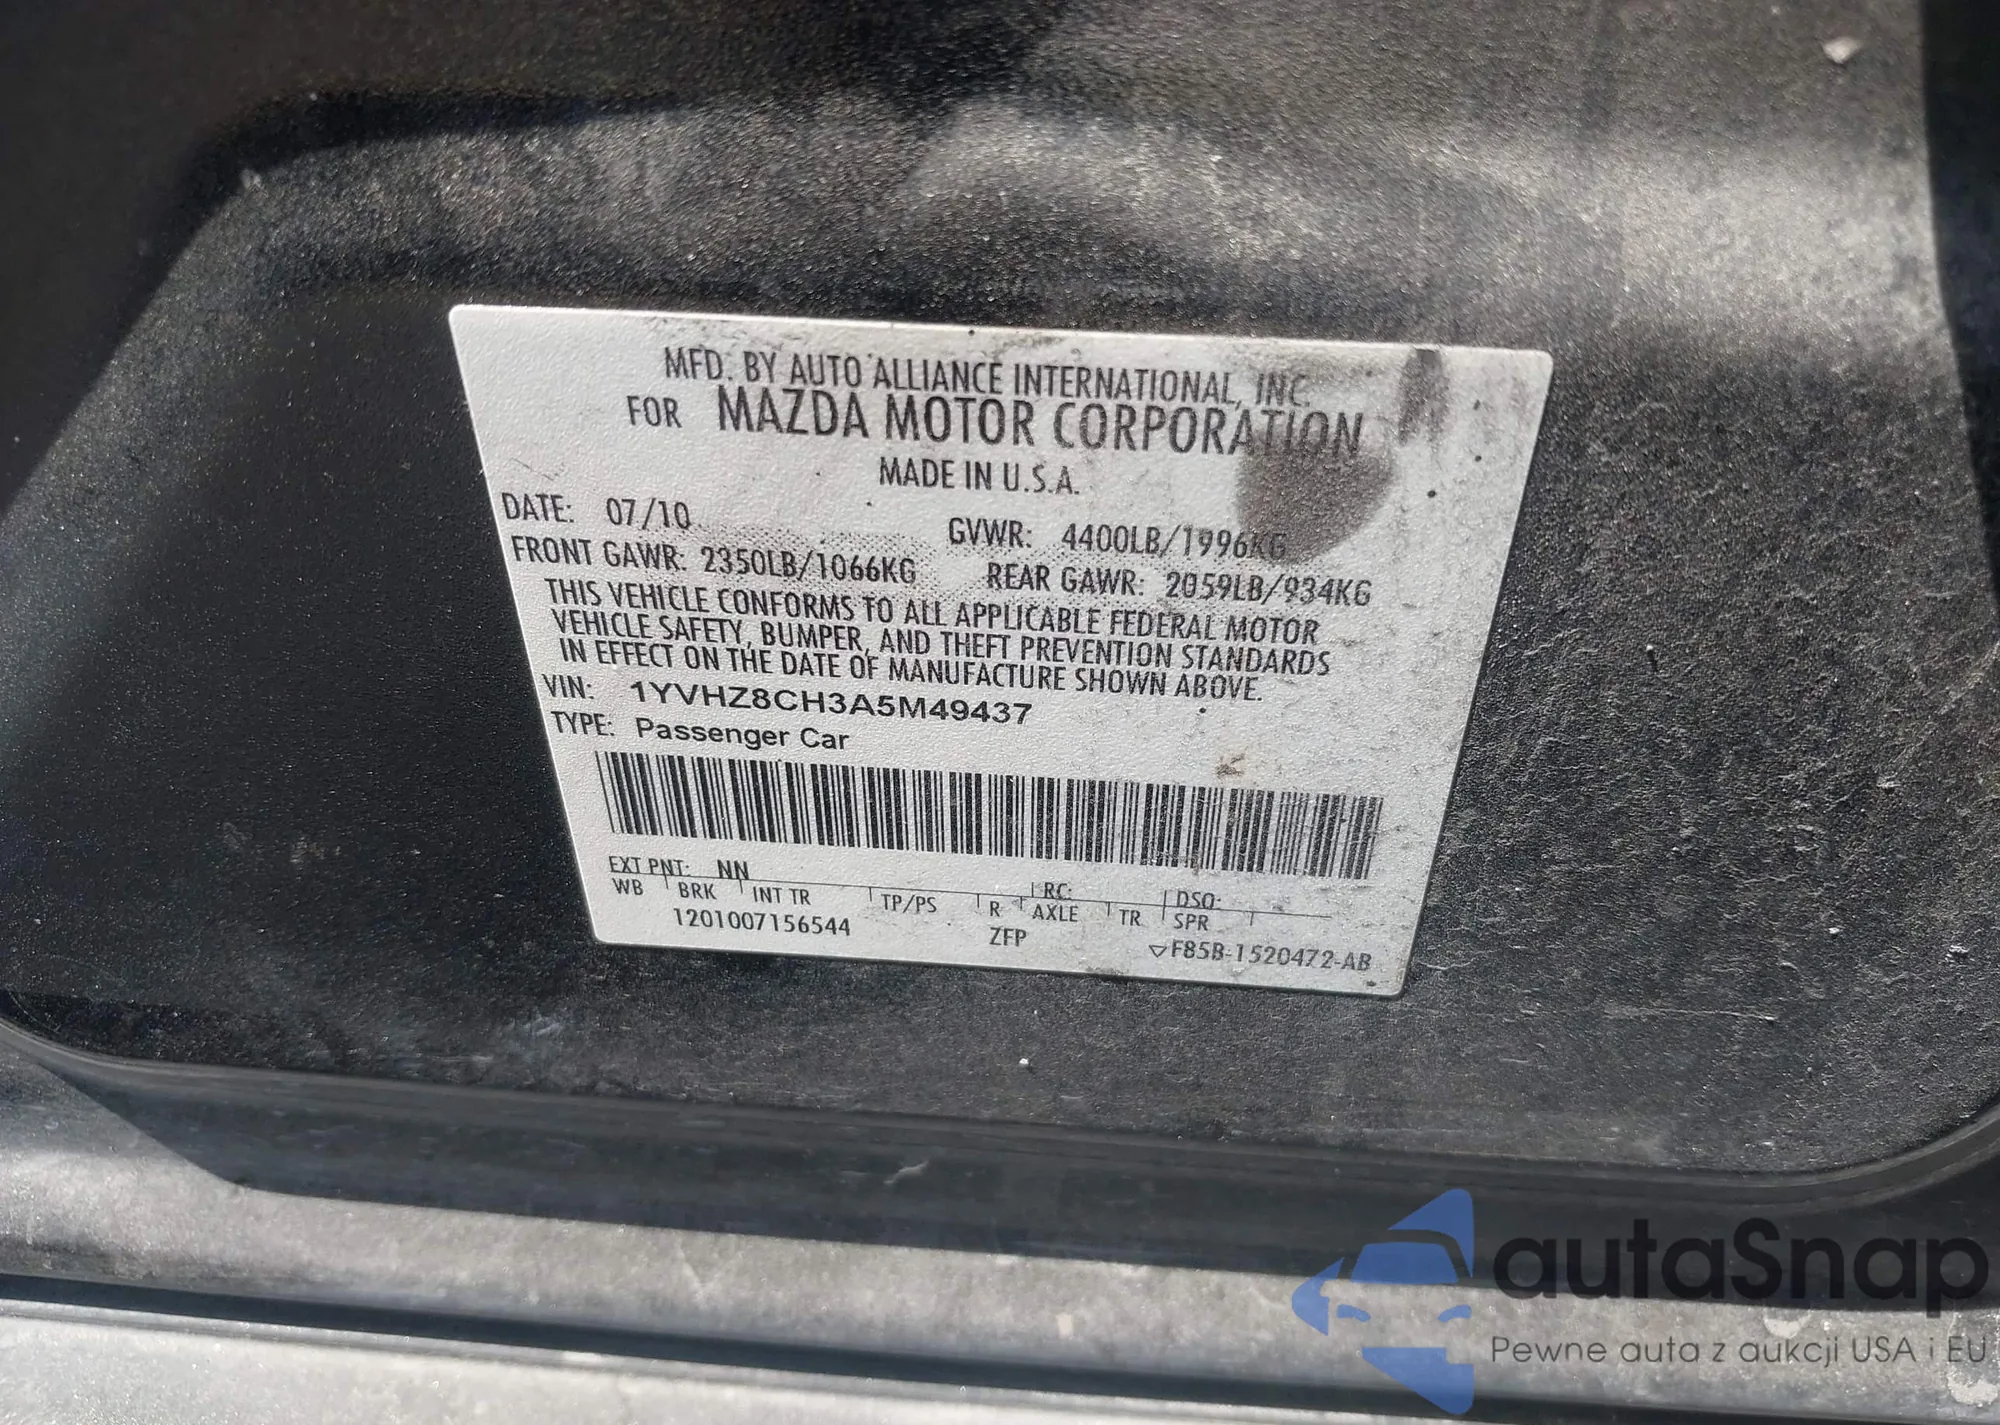 MFD. BY AUTO ALLIANCE INTERNATIONAL, INC.
FOR MAZDA MOTOR CORPORATION
MADE IN U.S.A.
DATE: 07/10 GVWR: 4400LB/1996KG
FRONT GAWR: 2350LB/1066KG REAR GAWR: 2059LB/934KG
THIS VEHICLE CONFORMS TO ALL APPLICABLE FEDERAL MOTOR
VEHICLE SAFETY, BUMPER, AND THEFT PREVENTION STANDARDS
IN EFFECT ON THE DATE OF MANUFACTURE SHOWN ABOVE.
VIN: 1YVHZ8CH3A5M49437
TYPE: Passenger Car
EXT PNT: NN RC: DSO:
WB BRK INT TR TP/PS R AXLE TR SPR
1201007156544 ZFP ▽F85B-1520472-AB
autaSnap
Pewne auta z aukcji USA i EU